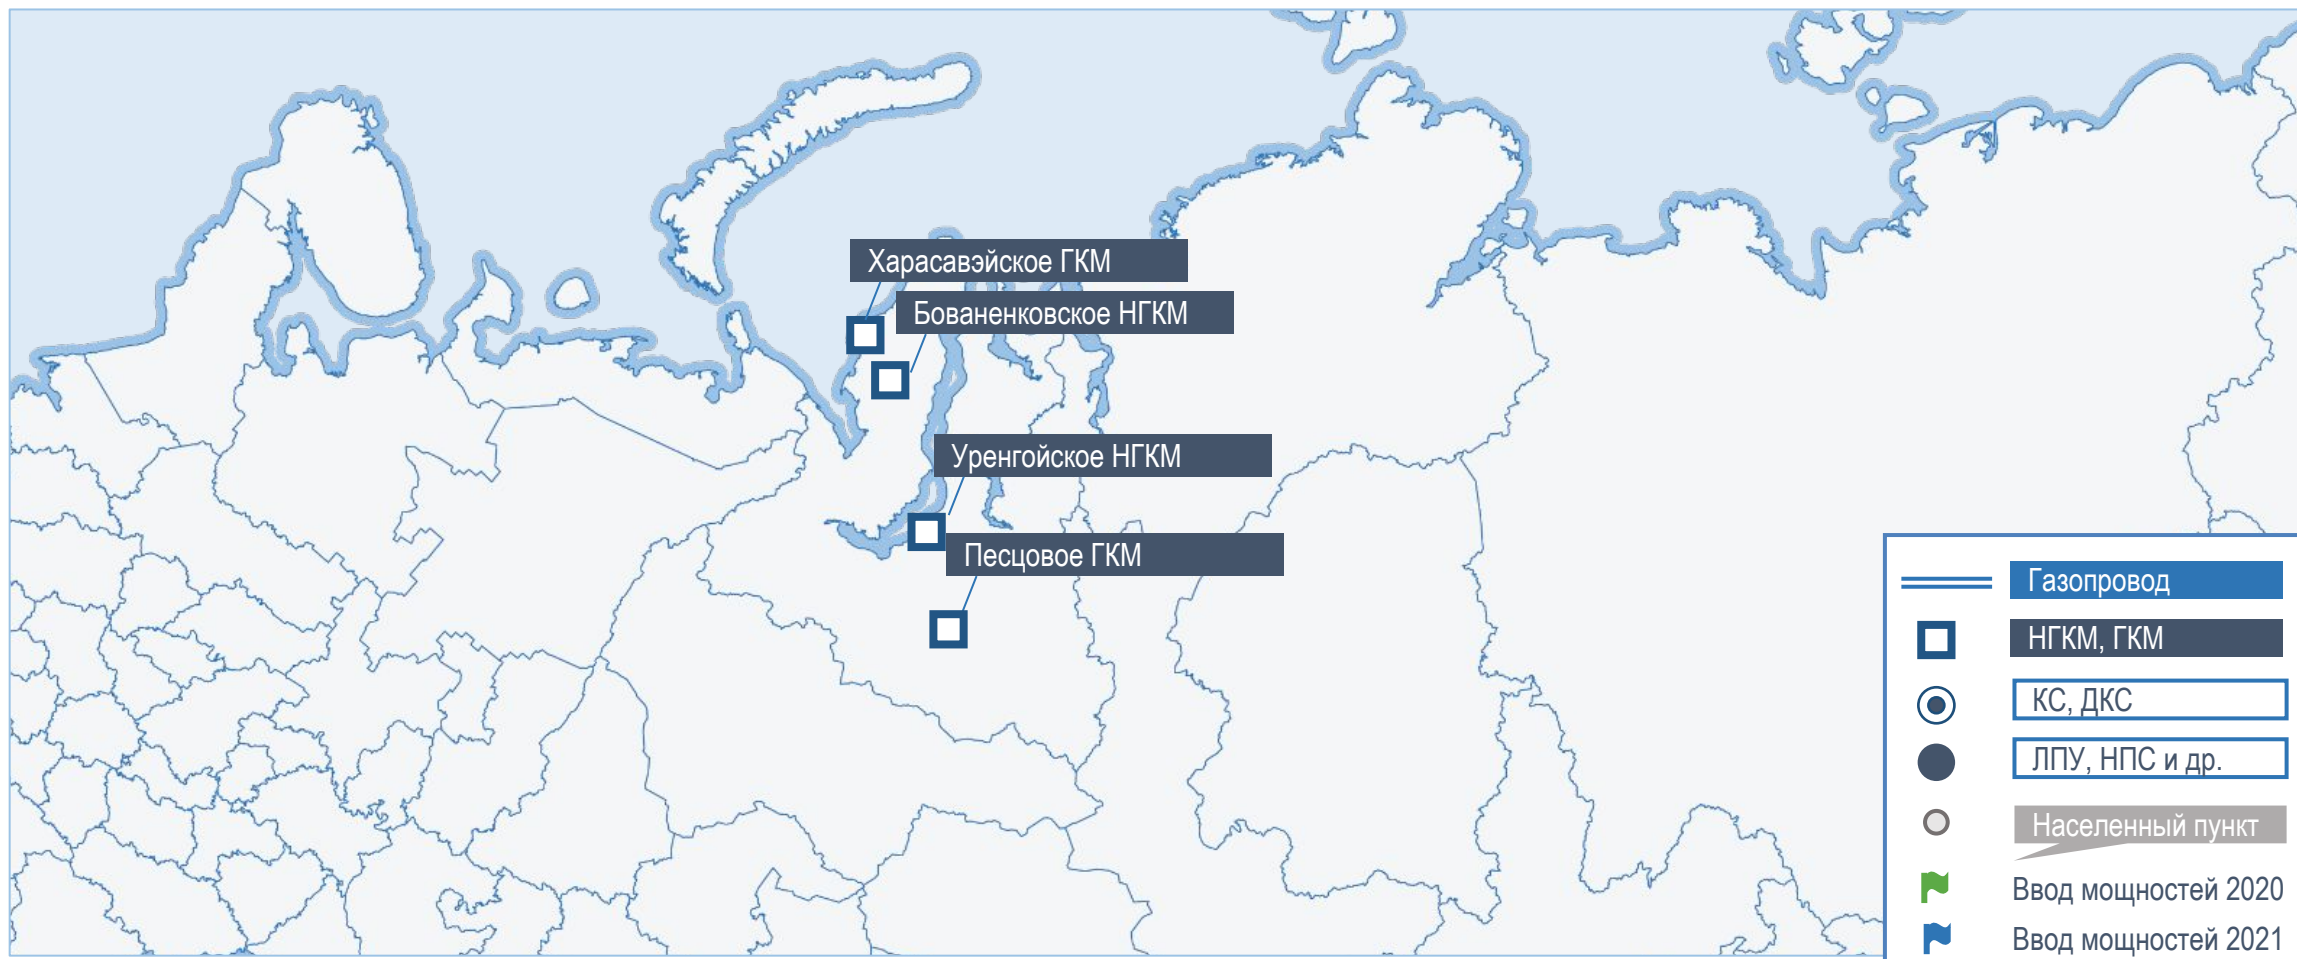 Харасавэйское ГКМ
Бованенковское НГКМ
Уренгойское НГКМ
Песцовое ГКМ
Газопровод
НГКМ, ГКМ
КС, ДКС
ЛПУ, НПС и др.
Населенный пункт
Ввод мощностей 2020
Ввод мощностей 2021